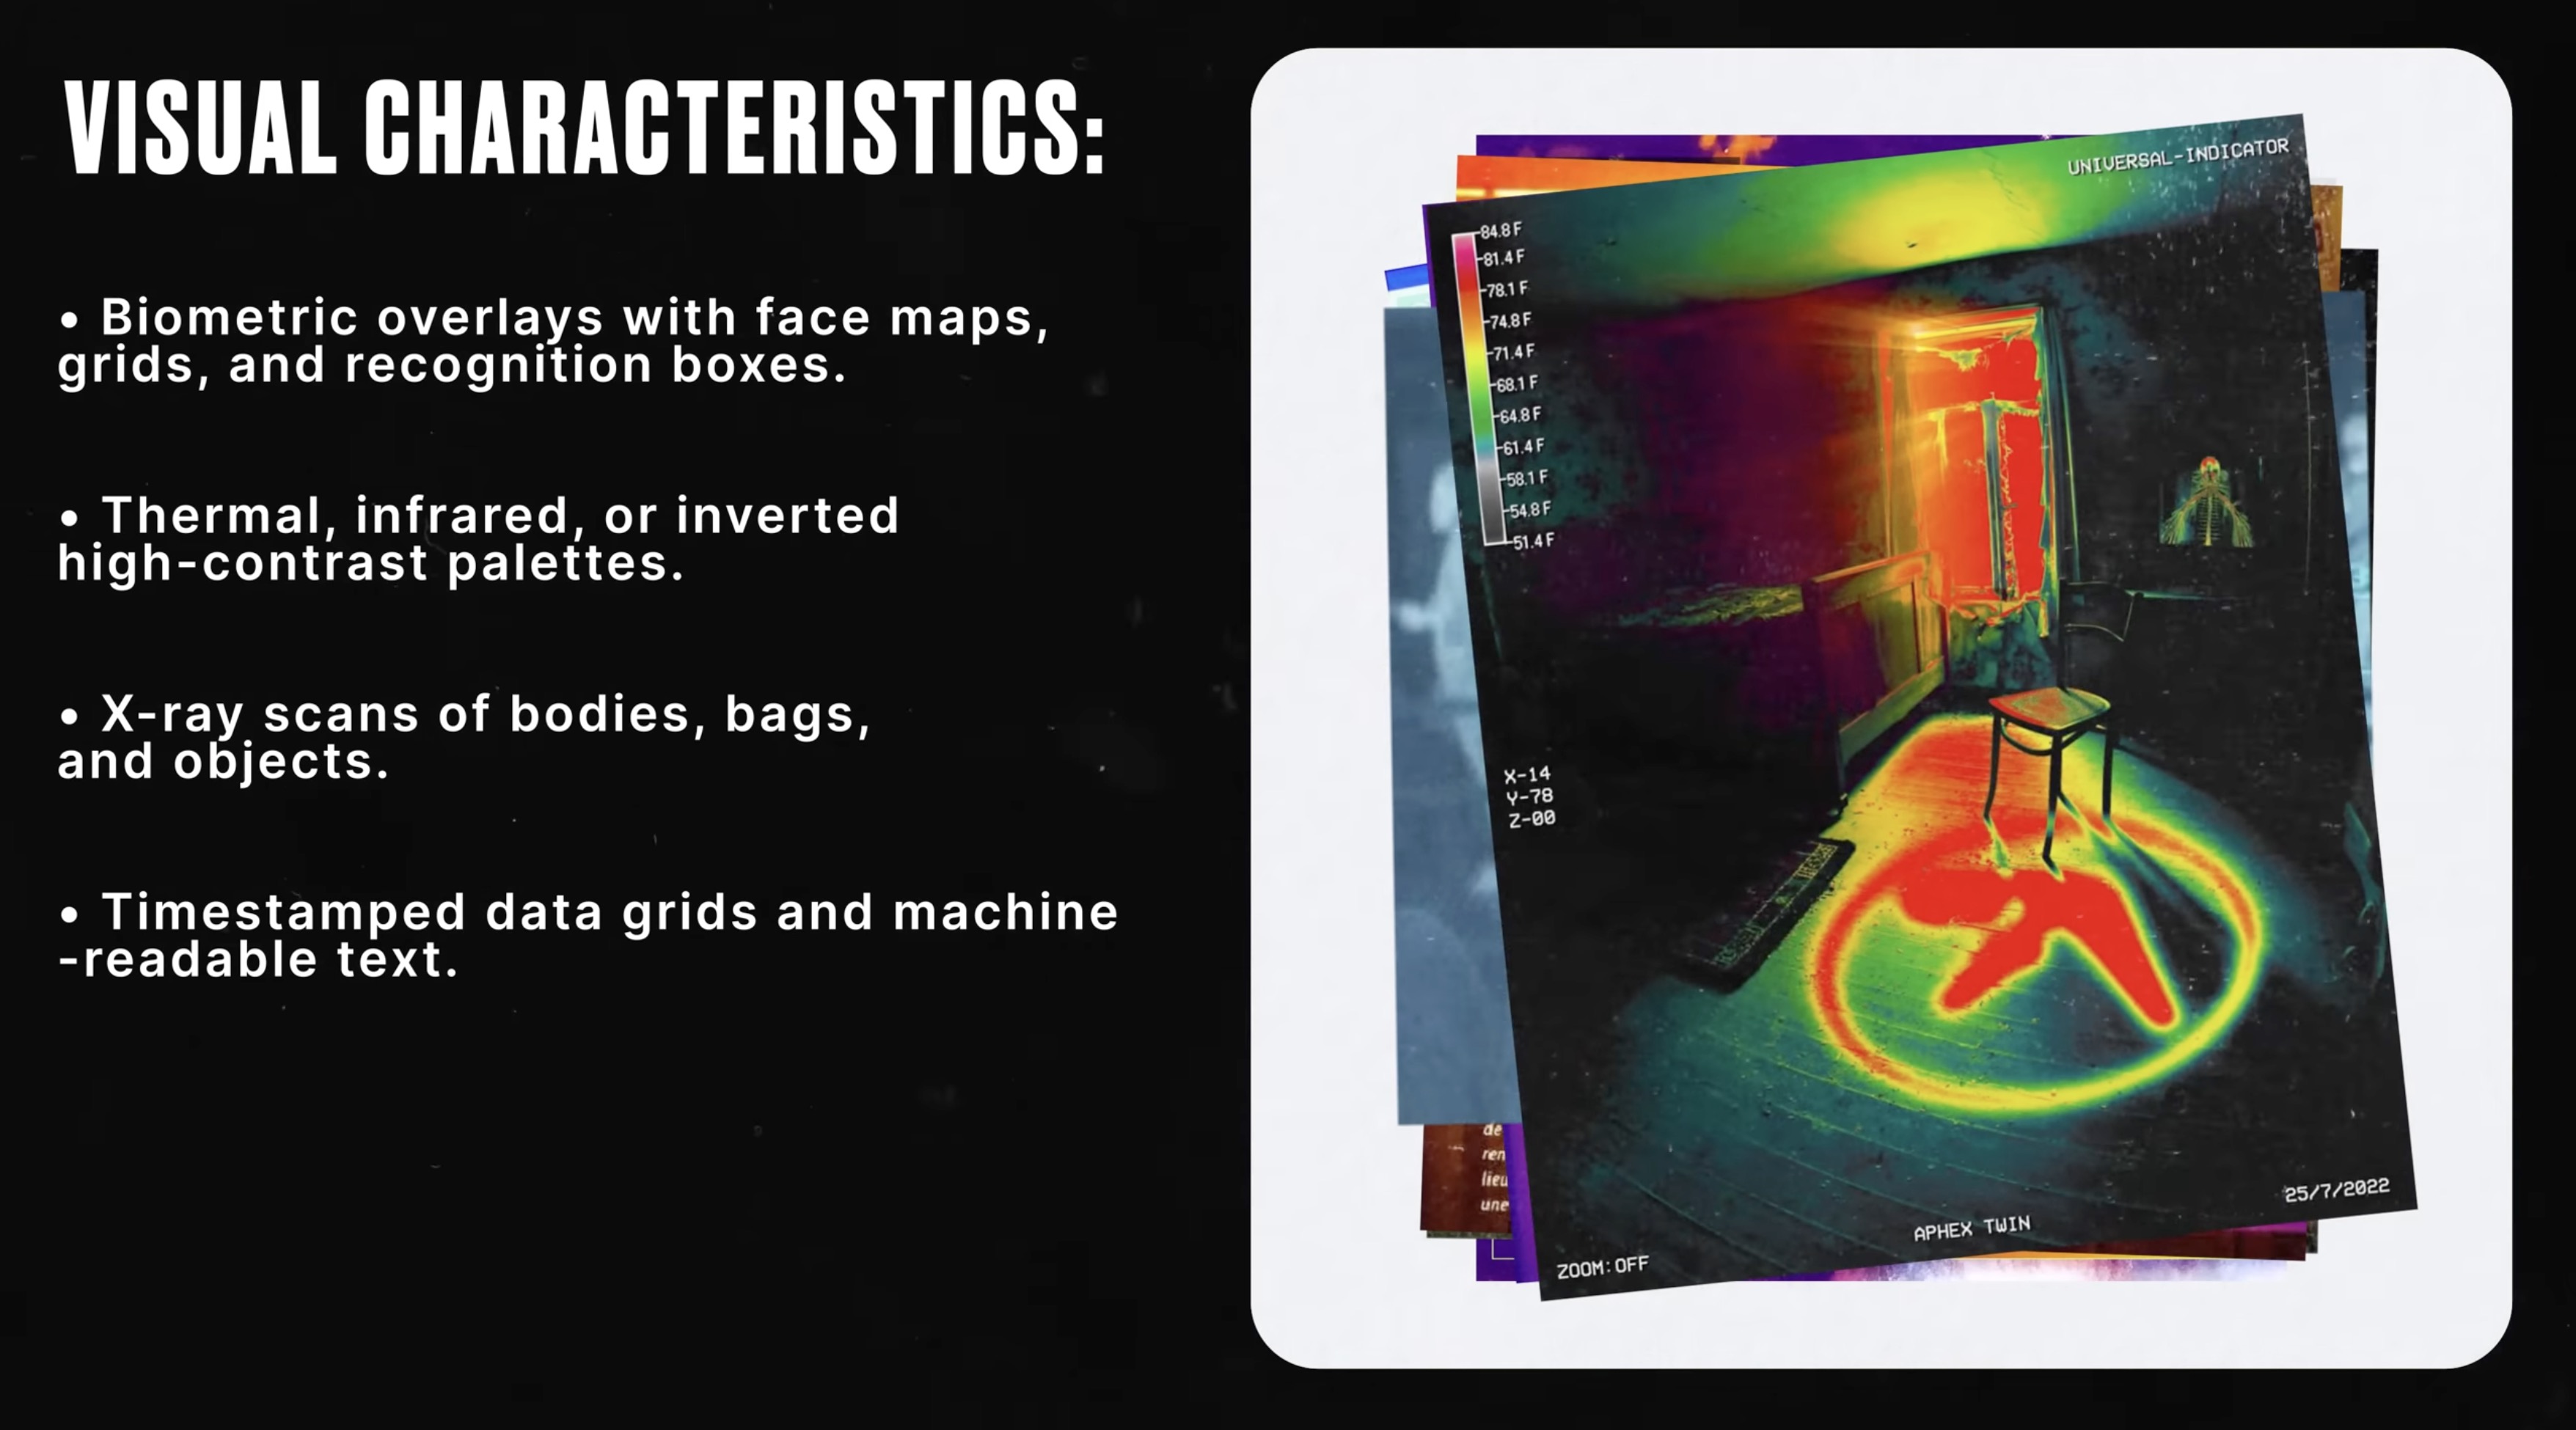 VISUAL CHARACTERISTICS:
• Biometric overlays with face maps,
grids, and recognition boxes.
• Thermal, infrared, or inverted
high-contrast palettes.
• X-ray scans of bodies, bags,
and objects.
• Timestamped data grids and machine
-readable text.
UNIVERSAL-INDICATOR
84.8 F
81.4 F
78.1 F
74.8 F
71.4 F
68.1 F
64.8 F
61.4 F
58.1 F
54.8 F
51.4 F
X-14
Y-78
Z-00
de
ren
lieu
une
25/7/2022
APHEX TWIN
ZOOM:OFF